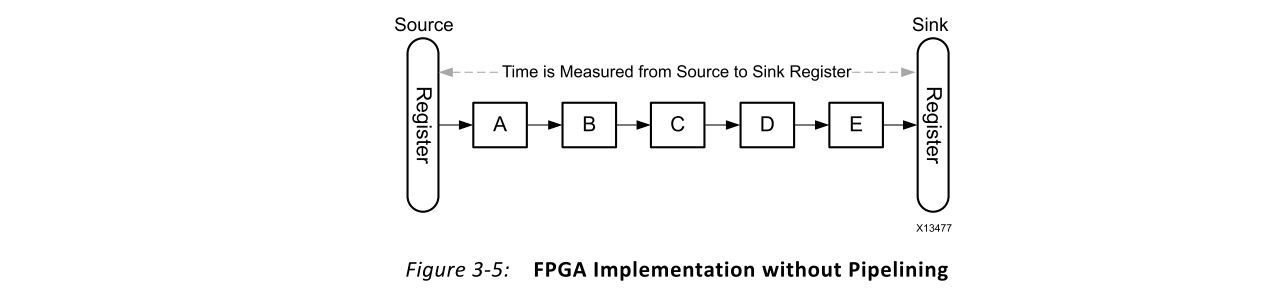 Source
Sink
Time is Measured from Source to Sink Register
Register
A
B
C
D
E
Register
X13477
Figure 3-5: FPGA Implementation without Pipelining